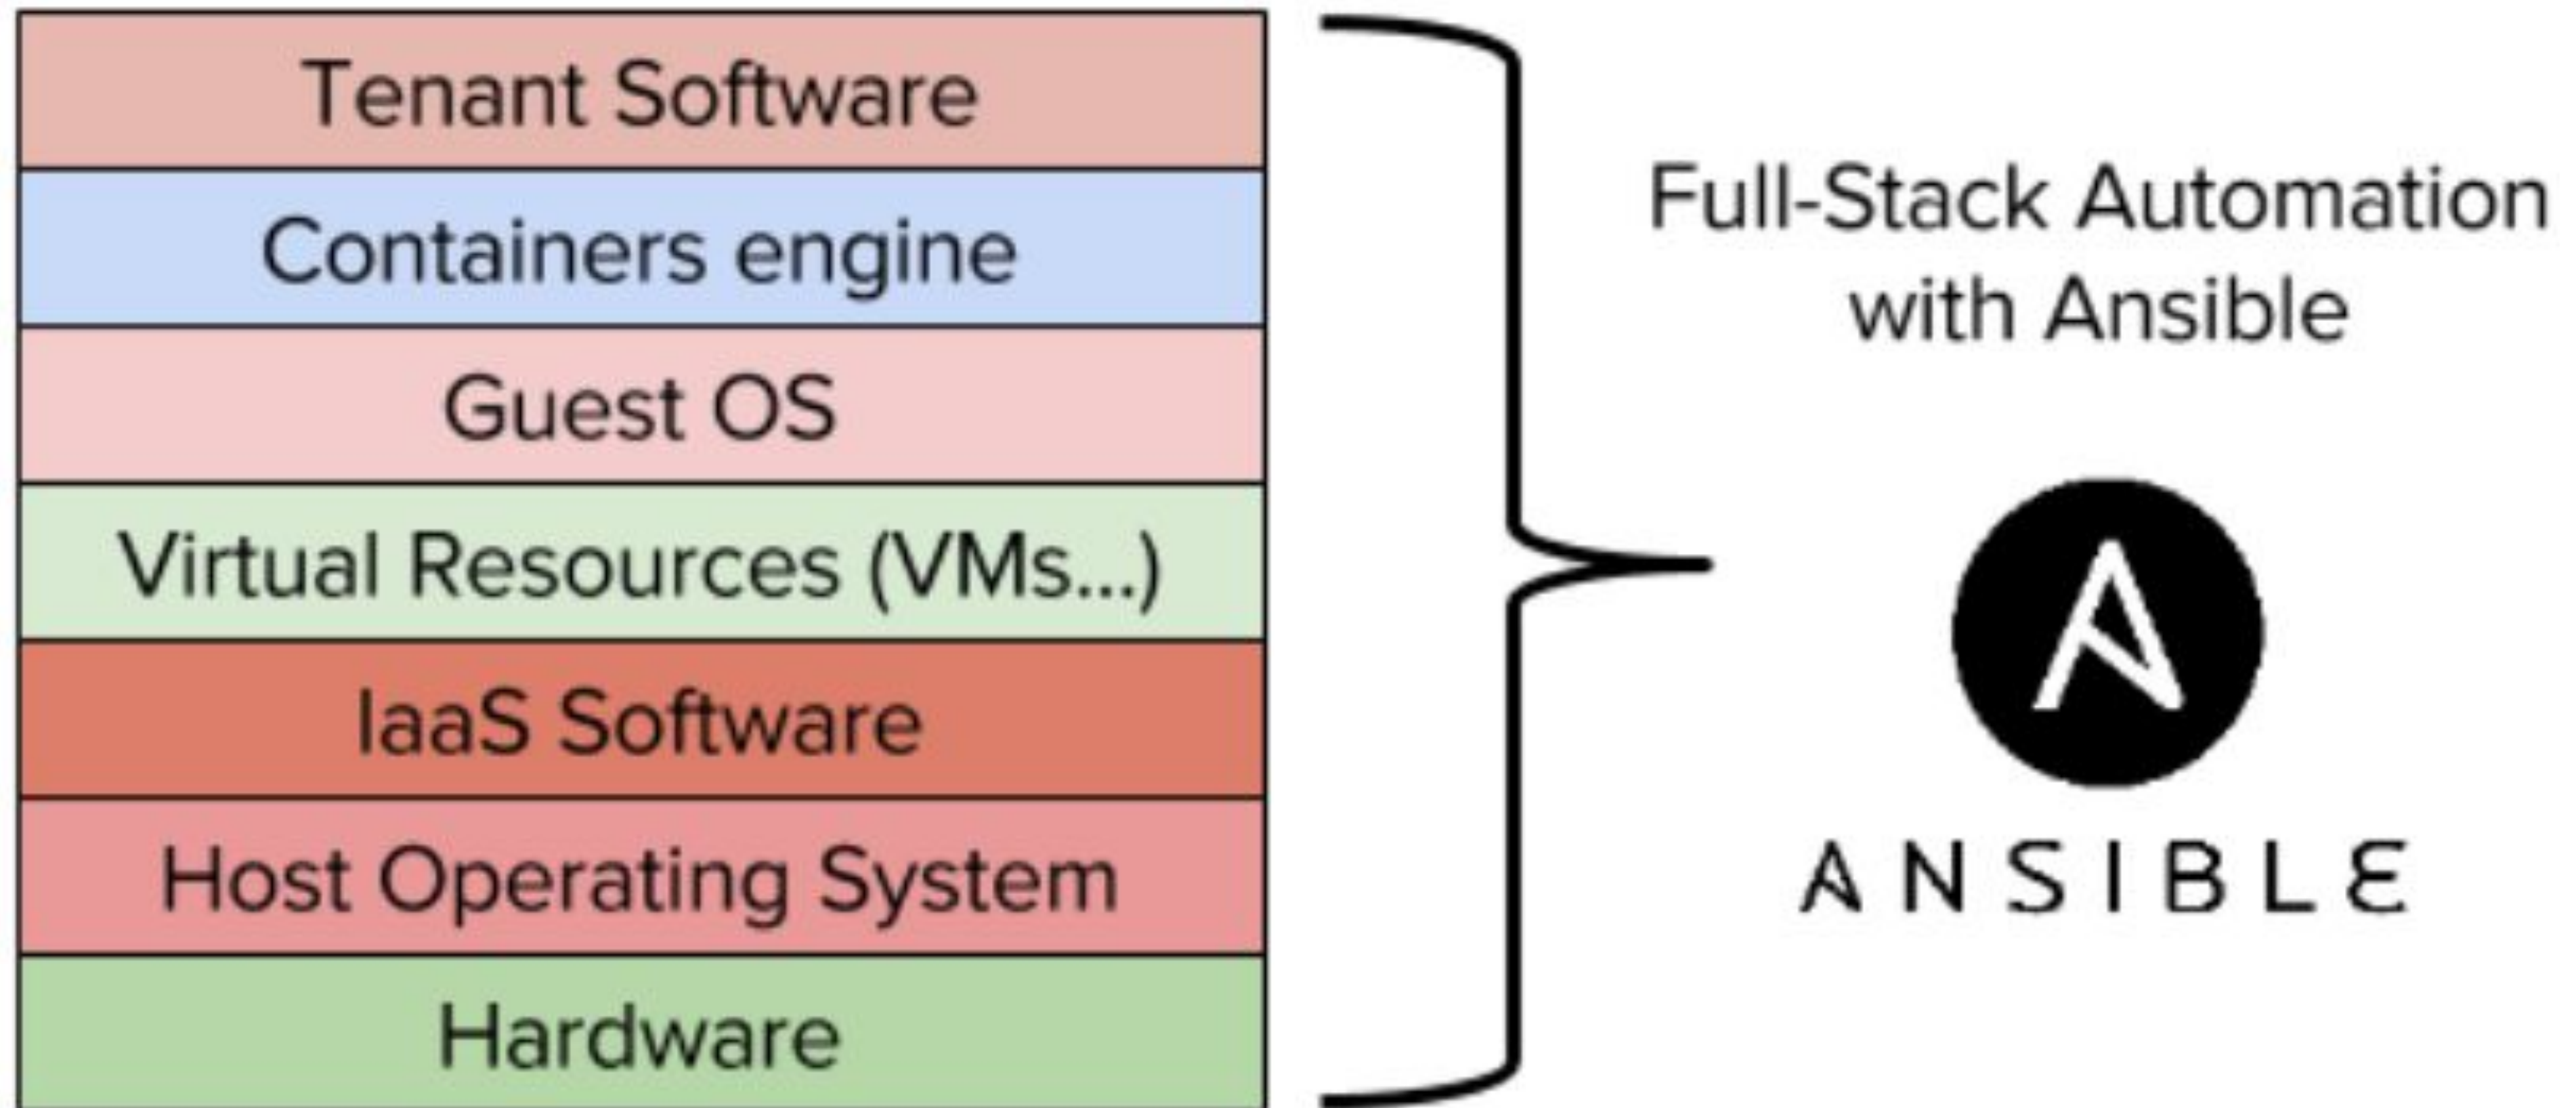 Tenant Software
Containers engine
Guest OS
Virtual Resources (VMs...)
IaaS Software
Host Operating System
Hardware
Full-Stack Automation
with Ansible
A
ANSIBLE